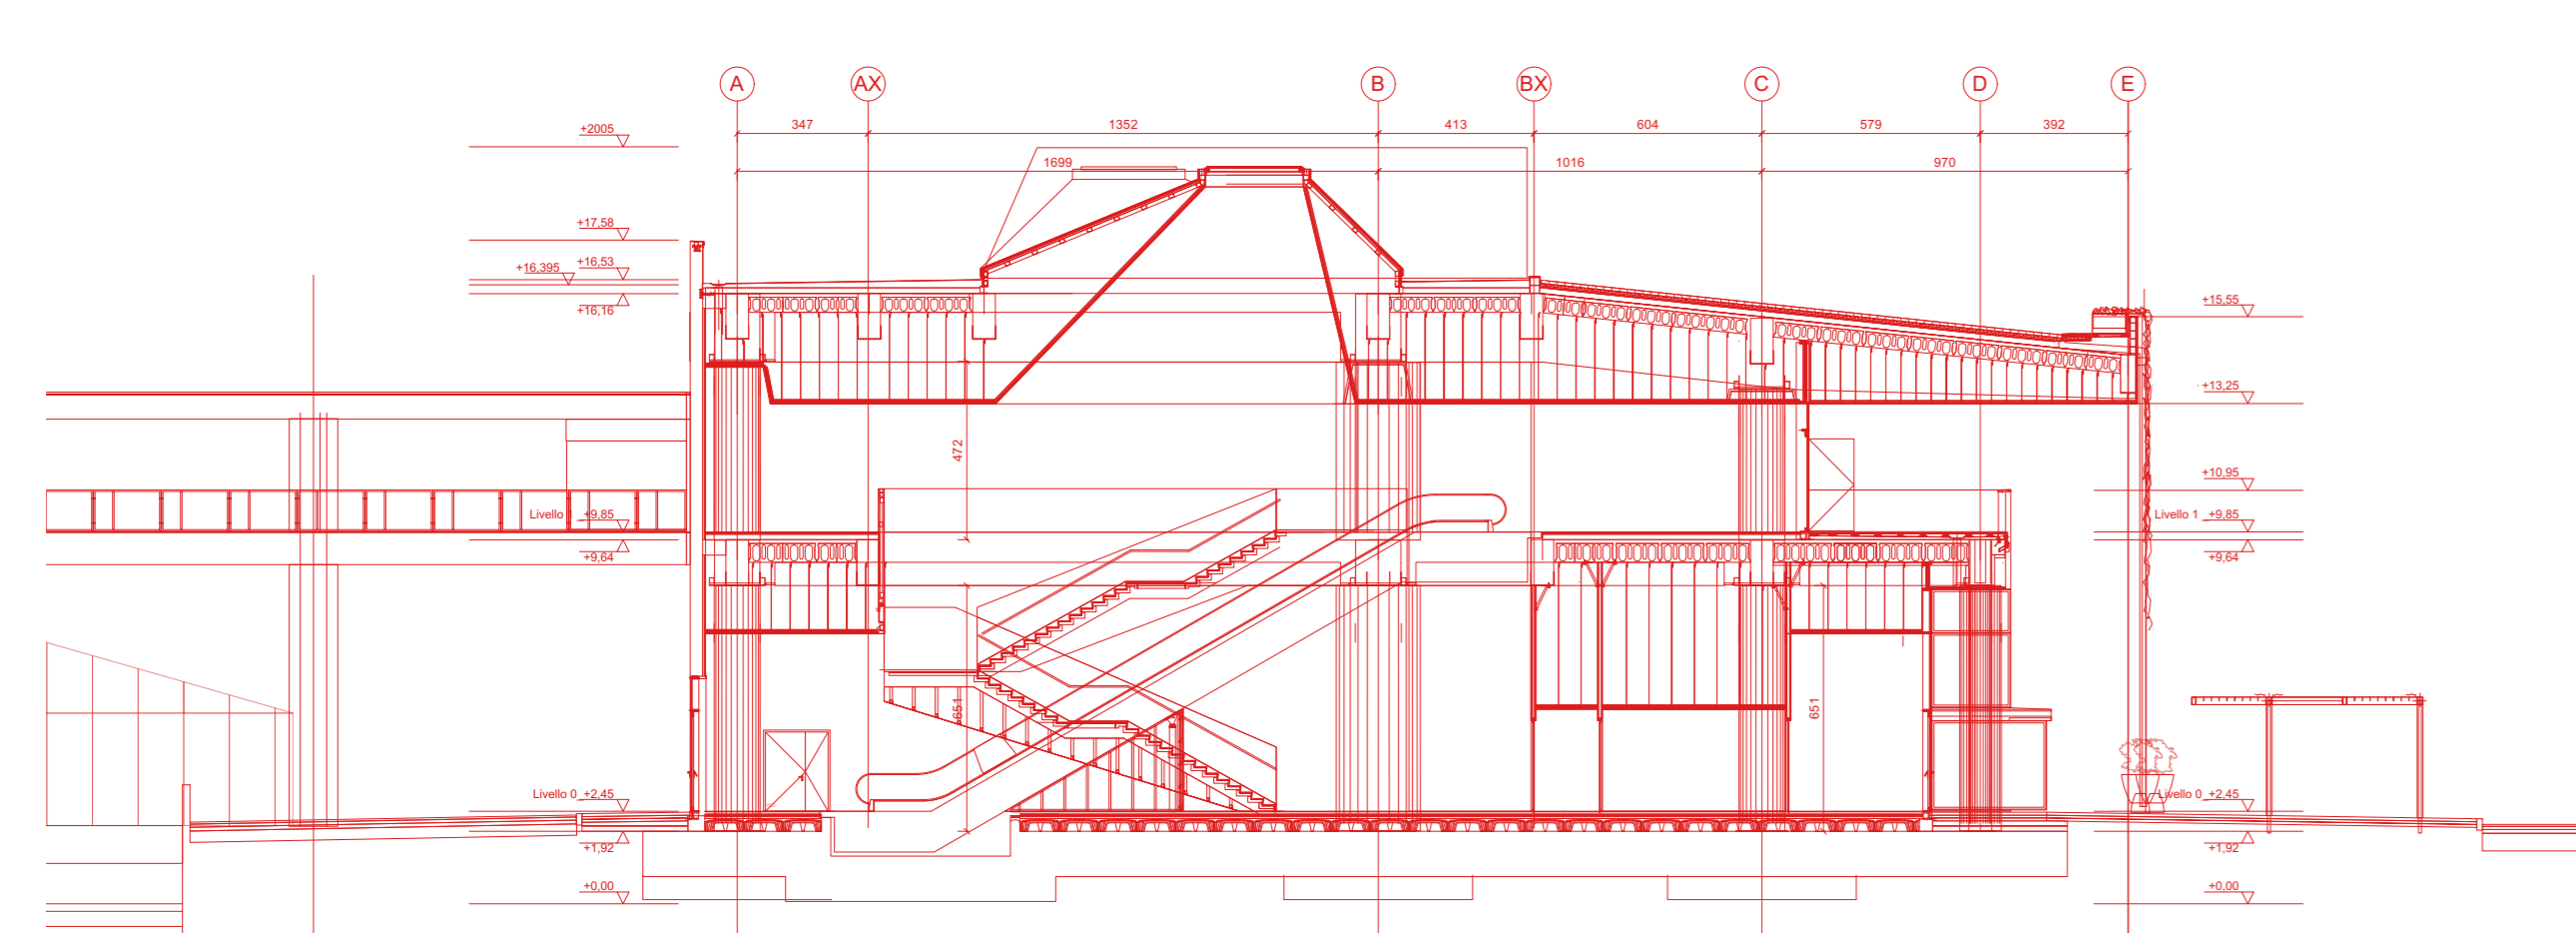 A AX B BX C D E
347 1352 413 604 579 392
+2005
1699 1016 970
+17,58
+16,53
+16,395
+16,16
+15,55
+13,25
472
+10,95
Livello +9,85
Livello 1 +9,85
+9,64
+9,64
651
651
Livello 0 +2,45
Livello 0 +2,45
+1,92
+1,92
+0,00
+0,00